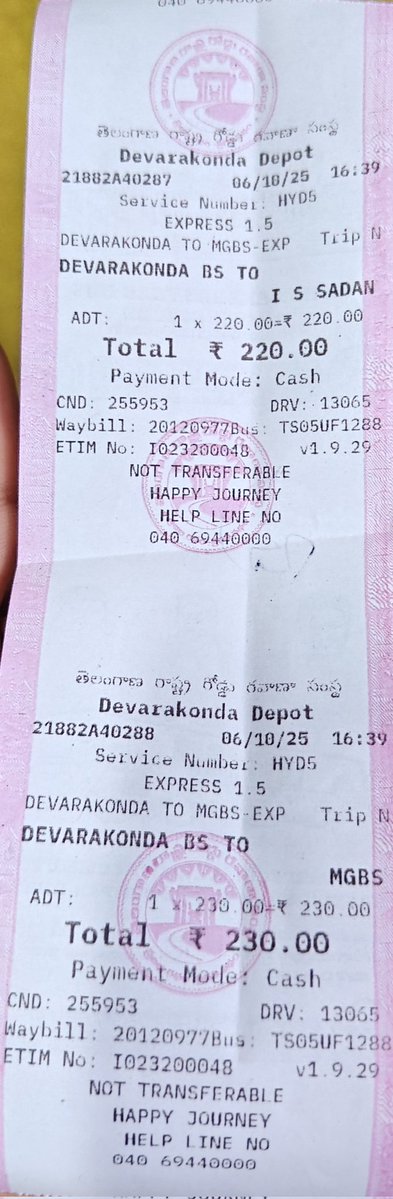 తెలంగాణ రాష్ట్ర రోడ్డు రవాణా సంస్థ
Devarakonda Depot
21882A40287 06/10/25 16:39
Service Number: HYD5
EXPRESS 1.5
DEVARAKONDA TO MGBS-EXP Trip N
DEVARAKONDA BS TO
I S SADAN
ADT: 1 x 220.00=₹ 220.00
Total ₹ 220.00
Payment Mode: Cash
CND: 255953 DRV: 13065
Waybill: 20120977Bus: TS05UF1288
ETIM No: I023200048 v1.9.29
NOT TRANSFERABLE
HAPPY JOURNEY
HELP LINE NO
040 69440000
తెలంగాణ రాష్ట్ర రోడ్డు రవాణా సంస్థ
Devarakonda Depot
21882A40288 06/10/25 16:39
Service Number: HYD5
EXPRESS 1.5
DEVARAKONDA TO MGBS-EXP Trip N
DEVARAKONDA BS TO
MGBS
ADT: 1 x 230.00=₹ 230.00
Total ₹ 230.00
Payment Mode: Cash
CND: 255953 DRV: 13065
Waybill: 20120977Bus: TS05UF1288
ETIM No: I023200048 v1.9.29
NOT TRANSFERABLE
HAPPY JOURNEY
HELP LINE NO
040 69440000